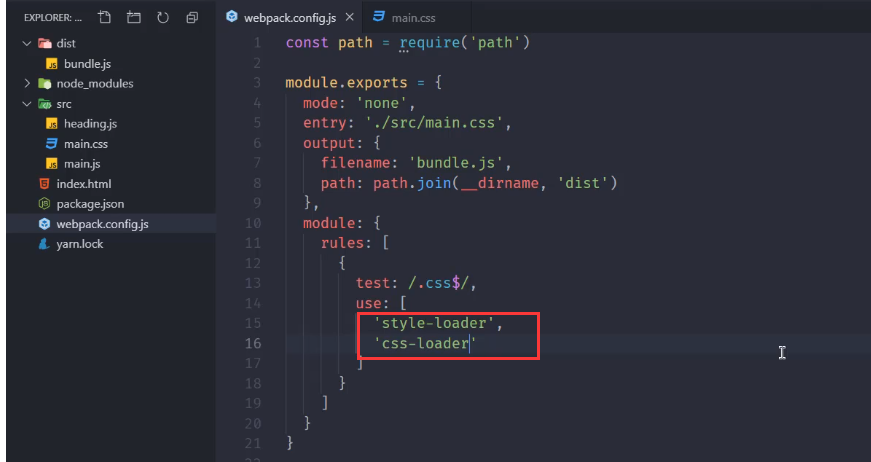 EXPLORER: ...
dist
bundle.js
node_modules
src
heading.js
main.css
main.js
index.html
package.json
webpack.config.js
yarn.lock
webpack.config.js × main.css
1 const path = require('path')
2
3 module.exports = {
4   mode: 'none',
5   entry: './src/main.css',
6   output: {
7     filename: 'bundle.js',
8     path: path.join(__dirname, 'dist')
9   },
10   module: {
11     rules: [
12       {
13         test: /.css$/,
14         use: [
15           'style-loader',
16           'css-loader'
17         ]
18       }
19     ]
20   }
21 }